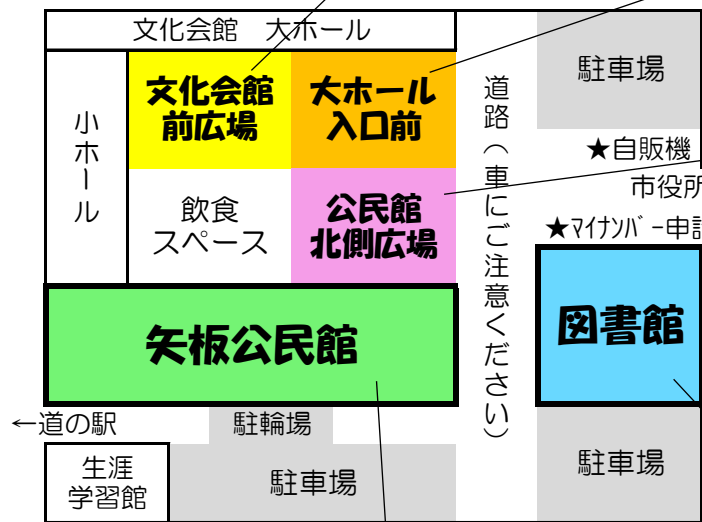 文化会館 大ホール
文化会館
前広場
大ホール
入口前
小ホール
飲食
スペース
公民館
北側広場
道路（車にご注意ください）
駐車場
★自販機
市役所
★ﾏｲﾅﾝﾊﾞｰ申請
図書館
矢板公民館
←道の駅
駐輪場
生涯
学習館
駐車場
駐車場